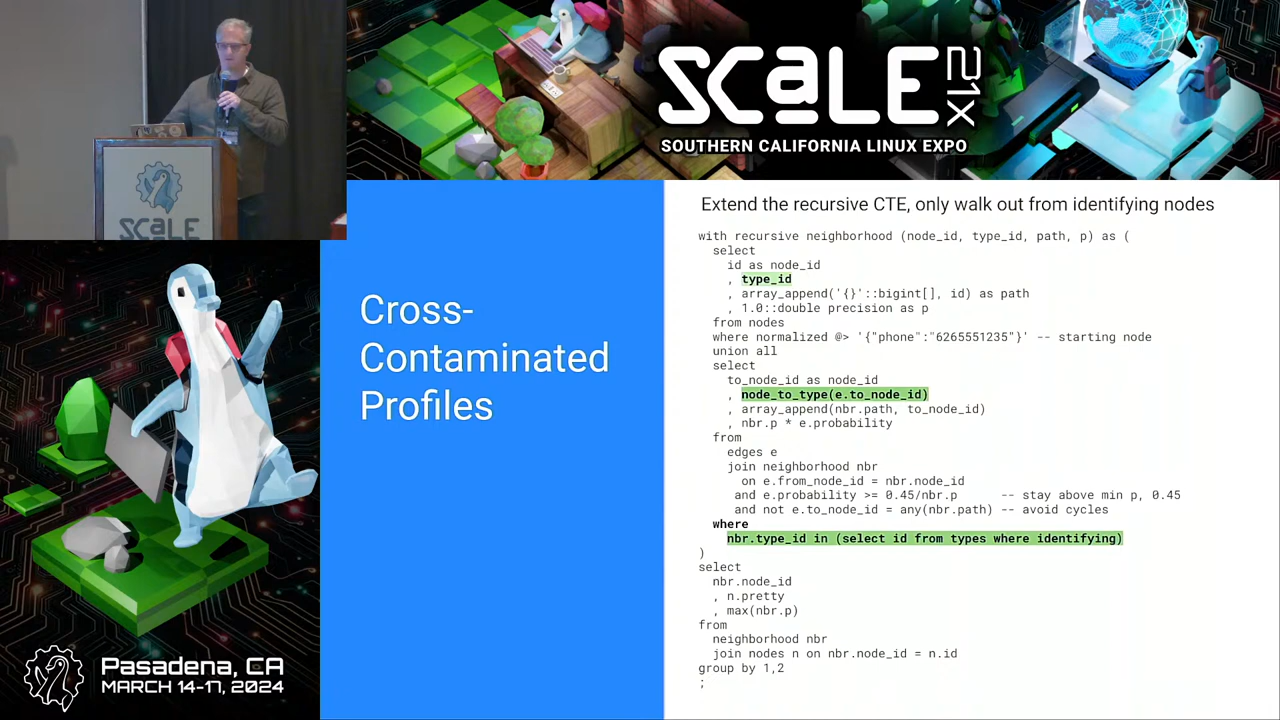 SCaLE 21x
SOUTHERN CALIFORNIA LINUX EXPO
SCaLE
Cross-
Contaminated
Profiles
Extend the recursive CTE, only walk out from identifying nodes
with recursive neighborhood (node_id, type_id, path, p) as (
select
id as node_id
, type_id
, array_append('{}'::bigint[], id) as path
, 1.0::double precision as p
from nodes
where normalized @> '{"phone":"6265551235"}' -- starting node
union all
select
to_node_id as node_id
, node_to_type(e.to_node_id)
, array_append(nbr.path, to_node_id)
, nbr.p * e.probability
from
edges e
join neighborhood nbr
on e.from_node_id = nbr.node_id
and e.probability >= 0.45/nbr.p -- stay above min p, 0.45
and not e.to_node_id = any(nbr.path) -- avoid cycles
where
nbr.type_id in (select id from types where identifying)
)
select
nbr.node_id
, n.pretty
, max(nbr.p)
from
neighborhood nbr
join nodes n on nbr.node_id = n.id
group by 1,2
;
Pasadena, CA
MARCH 14-17, 2024